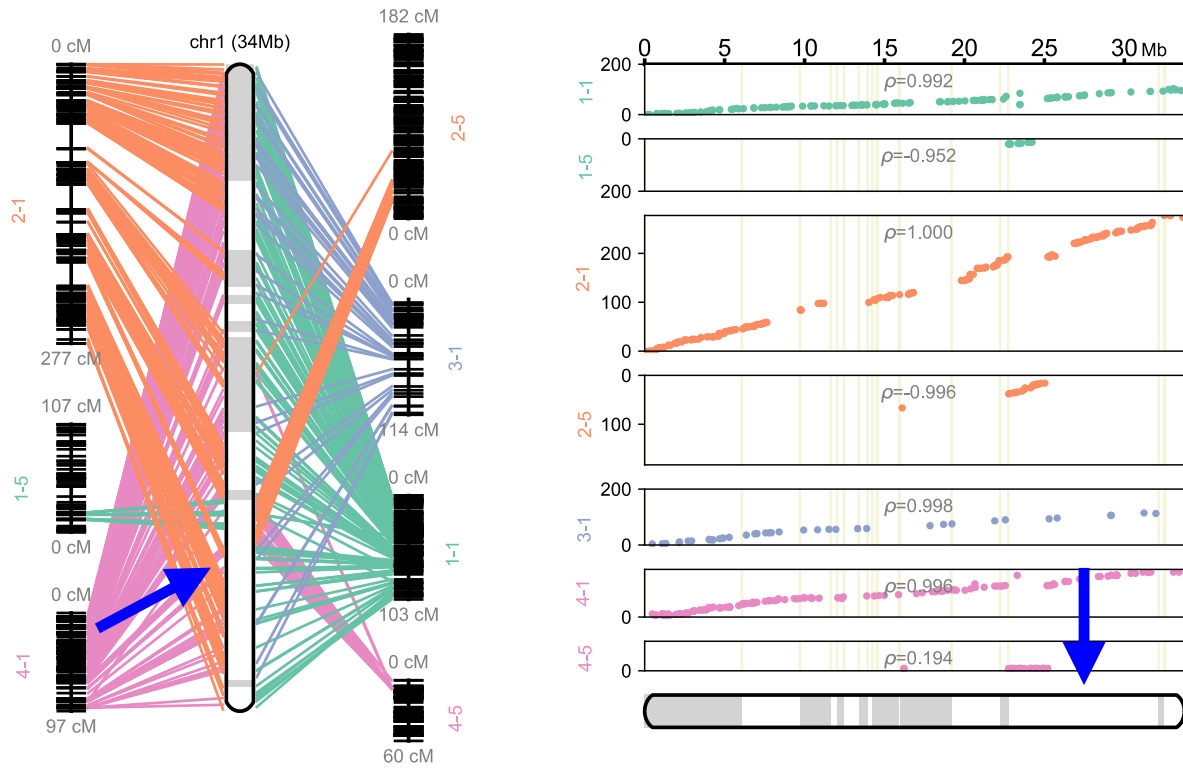 182 cM
0 cM
chr1 (34Mb)
2-5
2-1
0 cM
0 cM
277 cM
3-1
107 cM
114 cM
1-5
0 cM
0 cM
1-1
0 cM
103 cM
4-1
0 cM
97 cM
4-5
60 cM
0 5 10 15 20 25 30 Mb
200
ρ=0.992
1-1
0
0
ρ=-0.952
1-5
200
ρ=1.000
200
2-1
100
0
0
ρ=-0.996
2-5
100
200
ρ=0.998
3-1
0
ρ=0.996
4-1
0
ρ=0.194
4-5
0